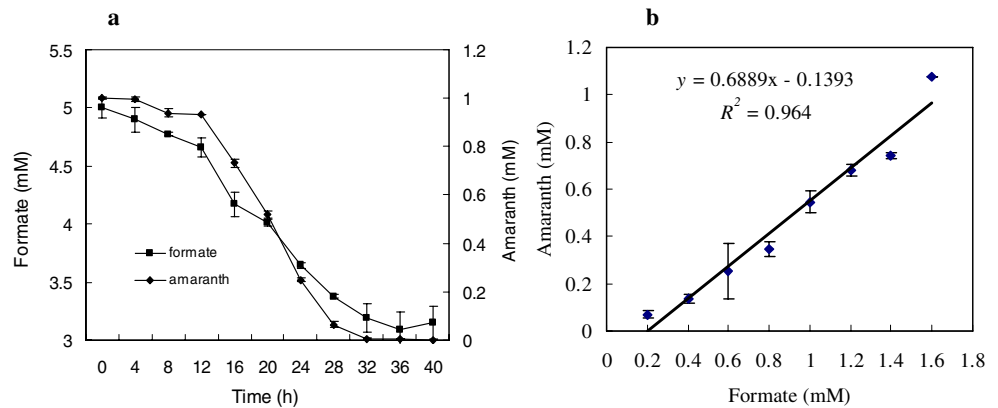 a
5.5
5
4.5
4
3.5
3
Formate (mM)
1.2
1
0.8
0.6
0.4
0.2
0
Amaranth (mM)
formate
amaranth
0 4 8 12 16 20 24 28 32 36 40
Time (h)
b
1.2
1
0.8
0.6
0.4
0.2
0
Amaranth (mM)
y = 0.6889x - 0.1393
R² = 0.964
0 0.2 0.4 0.6 0.8 1 1.2 1.4 1.6 1.8
Formate (mM)